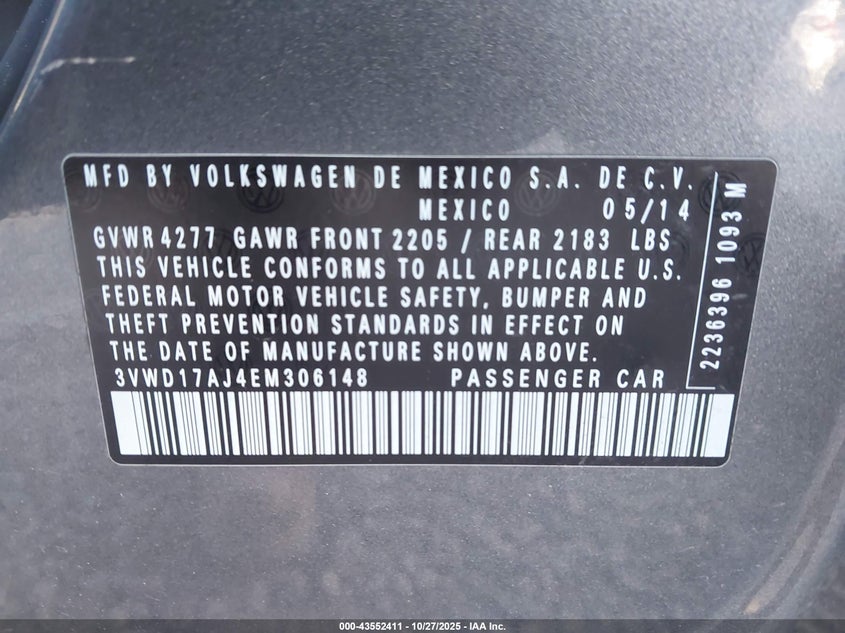 MFD BY VOLKSWAGEN DE MEXICO S.A. DE C.V.
MEXICO 05/14
GVWR 4277 GAWR FRONT 2205 / REAR 2183 LBS
THIS VEHICLE CONFORMS TO ALL APPLICABLE U.S.
FEDERAL MOTOR VEHICLE SAFETY, BUMPER AND
THEFT PREVENTION STANDARDS IN EFFECT ON
THE DATE OF MANUFACTURE SHOWN ABOVE.
3VWD17AJ4EM306148 PASSENGER CAR
2236396 1093 M
000-43552411 - 10/27/2025 - IAA Inc.